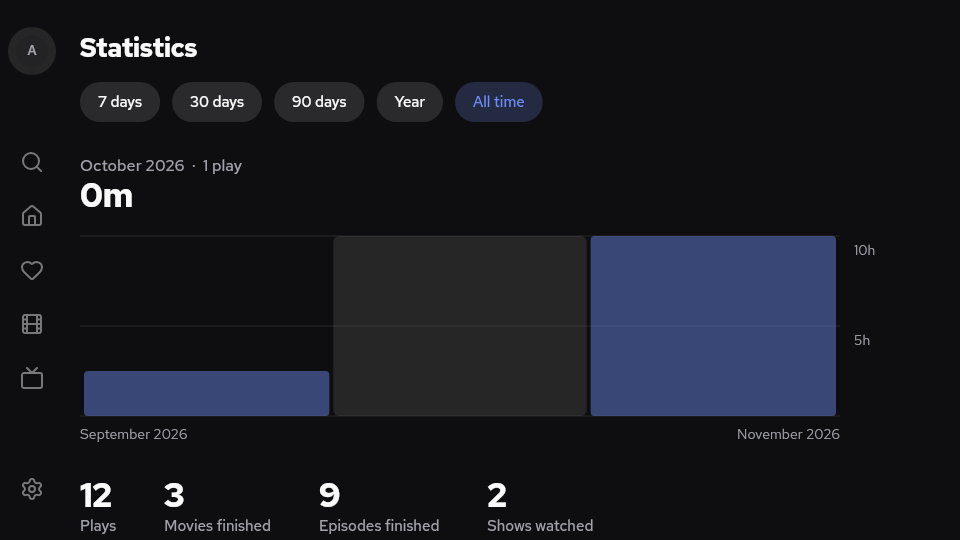 A
Statistics
7 days
30 days
90 days
Year
All time
October 2026 · 1 play
0m
10h
5h
September 2026
November 2026
12
Plays
3
Movies finished
9
Episodes finished
2
Shows watched